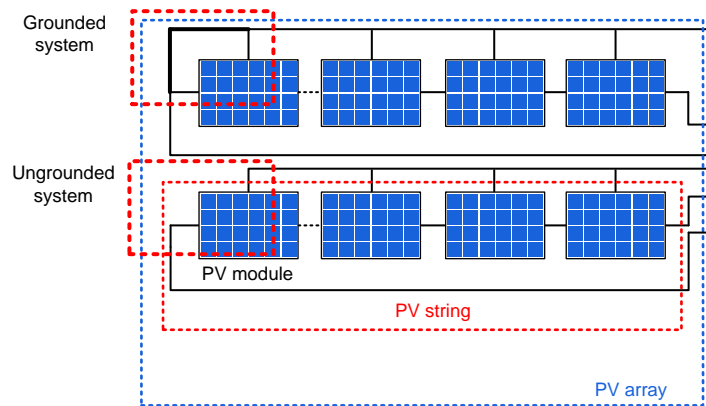 Grounded
system
Ungrounded
system
PV module
PV string
PV array